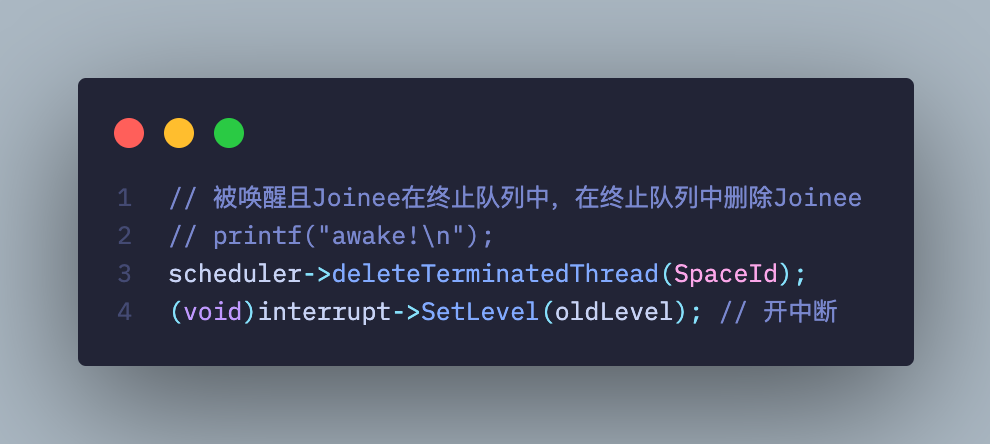 1 // 被唤醒且Joinee在终止队列中，在终止队列中删除Joinee
2 // printf("awake!\n");
3 scheduler->deleteTerminatedThread(SpaceId);
4 (void)interrupt->SetLevel(oldLevel); // 开中断